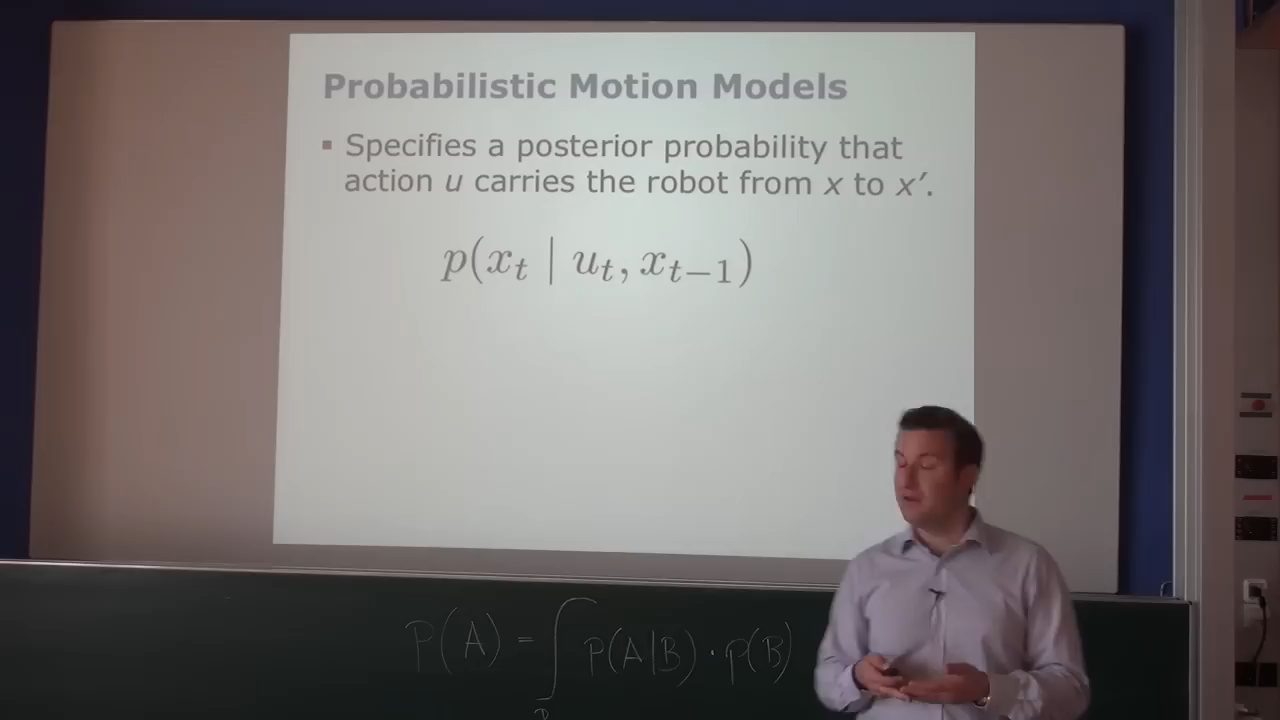 Probabilistic Motion Models
▪ Specifies a posterior probability that
action u carries the robot from x to x′.
p(x_t | u_t, x_{t−1})
P(A) = ∫ p(A|B) · p(B)